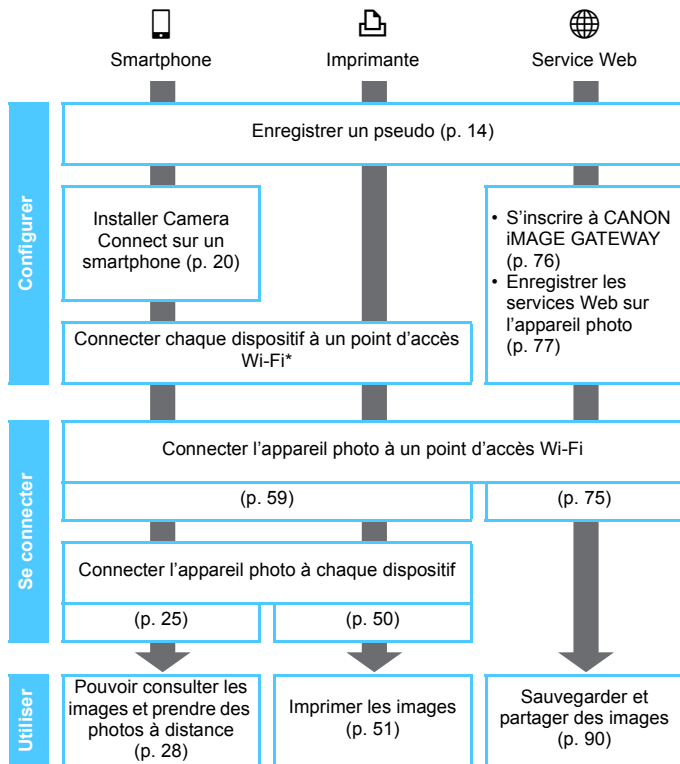 Smartphone
Imprimante
Service Web
Configurer
Enregistrer un pseudo (p. 14)
Installer Camera
Connect sur un
smartphone (p. 20)
• S’inscrire à CANON
iMAGE GATEWAY
(p. 76)
• Enregistrer les
services Web sur
l’appareil photo
(p. 77)
Connecter chaque dispositif à un point d’accès
Wi-Fi*
Se connecter
Connecter l’appareil photo à un point d’accès Wi-Fi
(p. 59)
(p. 75)
Connecter l’appareil photo à chaque dispositif
(p. 25)
(p. 50)
Utiliser
Pouvoir consulter les
images et prendre des
photos à distance
(p. 28)
Imprimer les images
(p. 51)
Sauvegarder et
partager des images
(p. 90)